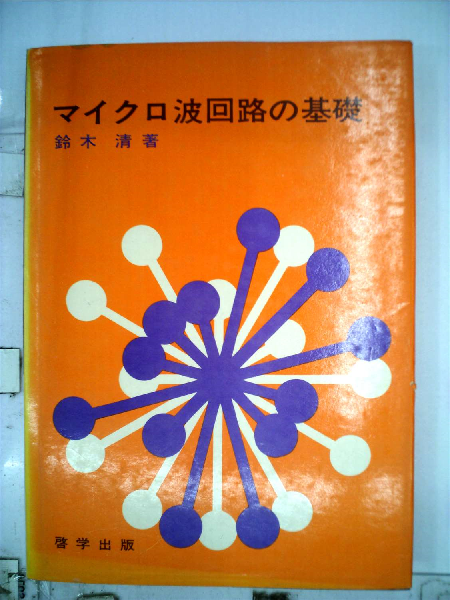 マイクロ波回路の基礎
鈴木 清著
啓学出版